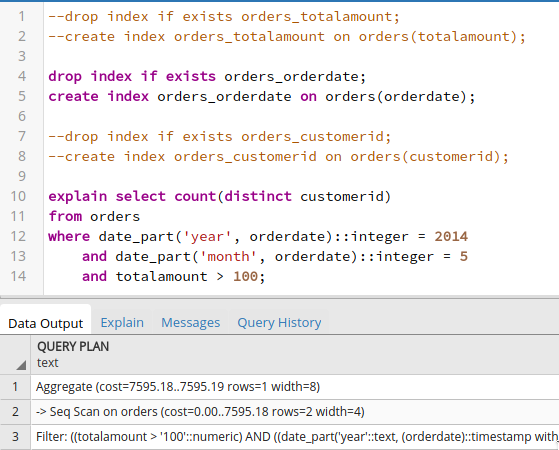 1 --drop index if exists orders_totalamount;
2 --create index orders_totalamount on orders(totalamount);
3
4 drop index if exists orders_orderdate;
5 create index orders_orderdate on orders(orderdate);
6
7 --drop index if exists orders_customerid;
8 --create index orders_customerid on orders(customerid);
9
10 explain select count(distinct customerid)
11 from orders
12 where date_part('year', orderdate)::integer = 2014
13     and date_part('month', orderdate)::integer = 5
14     and totalamount > 100;
Data Output Explain Messages Query History
QUERY PLAN
text
1 Aggregate (cost=7595.18..7595.19 rows=1 width=8)
2 -> Seq Scan on orders (cost=0.00..7595.18 rows=2 width=4)
3 Filter: ((totalamount > '100'::numeric) AND ((date_part('year'::text, (orderdate)::timestamp with